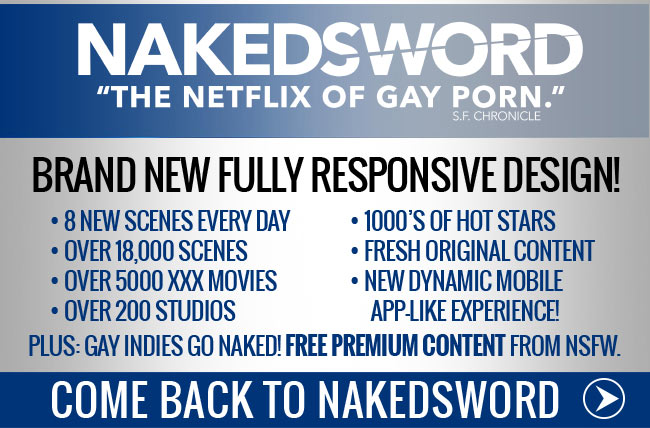 NAKEDSWORD
“THE NETFLIX OF GAY PORN.”
S.F. CHRONICLE
BRAND NEW FULLY RESPONSIVE DESIGN!
• 8 NEW SCENES EVERY DAY
• OVER 18,000 SCENES
• OVER 5000 XXX MOVIES
• OVER 200 STUDIOS
• 1000’S OF HOT STARS
• FRESH ORIGINAL CONTENT
• NEW DYNAMIC MOBILE
APP-LIKE EXPERIENCE!
PLUS: GAY INDIES GO NAKED! FREE PREMIUM CONTENT FROM NSFW.
COME BACK TO NAKEDSWORD